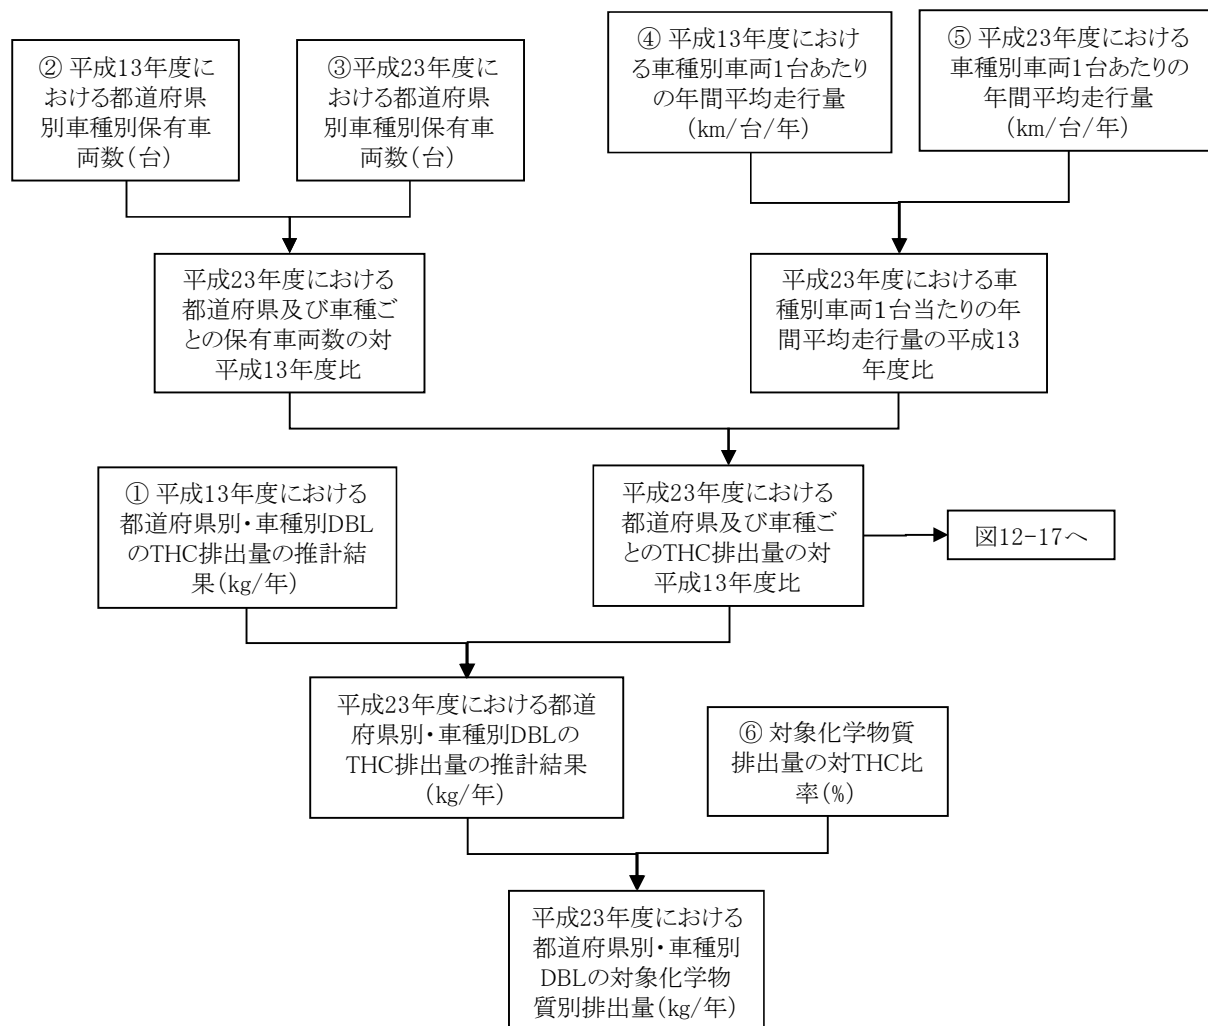 ② 平成13年度に
おける都道府県
別車種別保有車
両数(台)
③平成23年度に
おける都道府県
別車種別保有車
両数(台)
④ 平成13年度におけ
る車種別車両1台あたり
の年間平均走行量
(km/台/年)
⑤ 平成23年度における
車種別車両1台あたりの
年間平均走行量
(km/台/年)
平成23年度における
都道府県及び車種ご
との保有車両数の対
平成13年度比
平成23年度における車
種別車両1台当たりの年
間平均走行量の平成13
年度比
① 平成13年度における
都道府県別・車種別DBL
のTHC排出量の推計結
果(kg/年)
平成23年度における
都道府県及び車種ご
とのTHC排出量の対
平成13年度比
図12-17へ
平成23年度における都道
府県別・車種別DBLの
THC排出量の推計結果
(kg/年)
⑥ 対象化学物質
排出量の対THC比
率(%)
平成23年度における
都道府県別・車種別
DBLの対象化学物
質別排出量(kg/年)